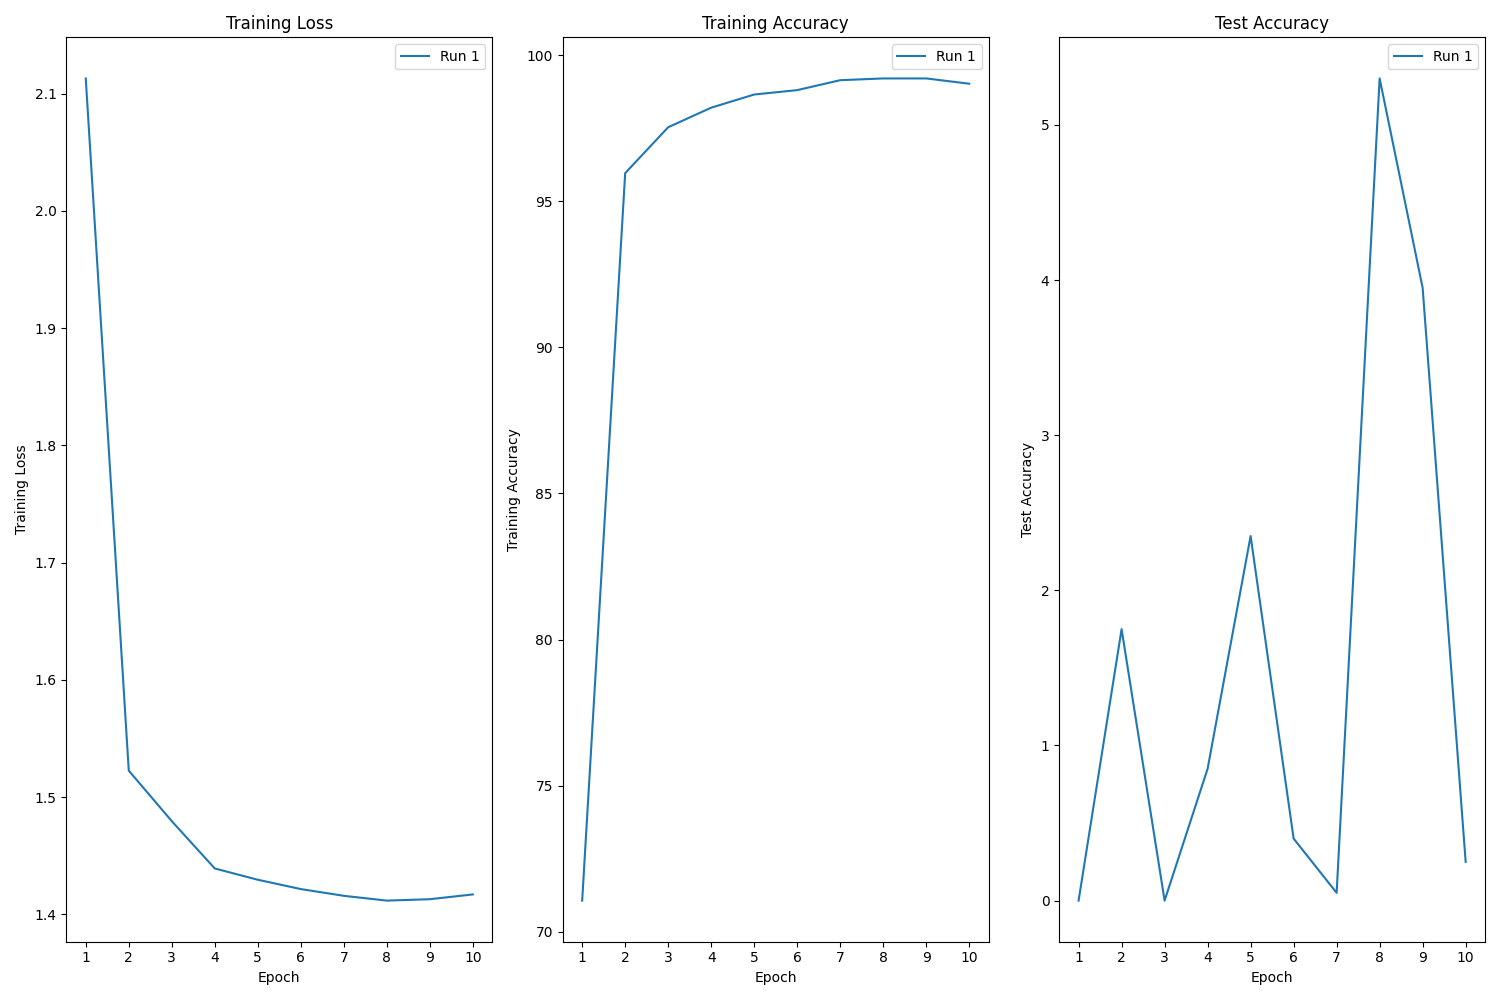 Training Loss
Run 1
2.1
2.0
1.9
1.8
1.7
1.6
1.5
1.4
Training Loss
1 2 3 4 5 6 7 8 9 10
Epoch
Training Accuracy
Run 1
100
95
90
85
80
75
70
Training Accuracy
1 2 3 4 5 6 7 8 9 10
Epoch
Test Accuracy
Run 1
5
4
3
2
1
0
Test Accuracy
1 2 3 4 5 6 7 8 9 10
Epoch